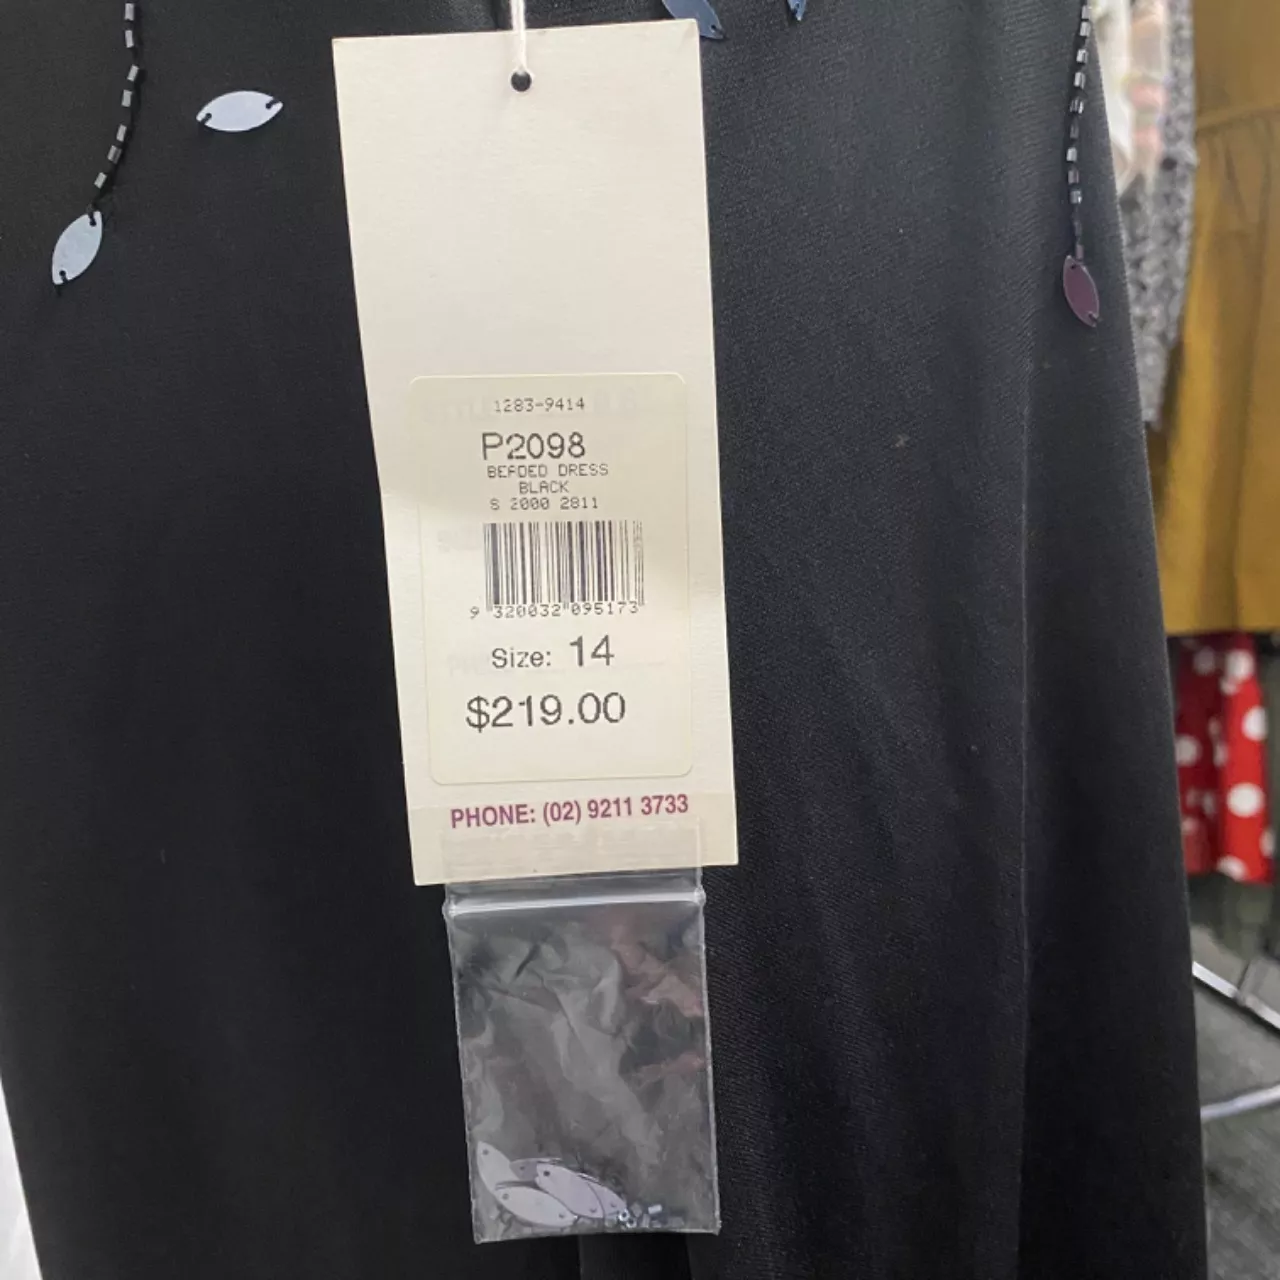 1283-9414
P2098
BEADED DRESS
BLACK
S 2000 2811
9 320032 095173
Size: 14
$219.00
PHONE: (02) 9211 3733